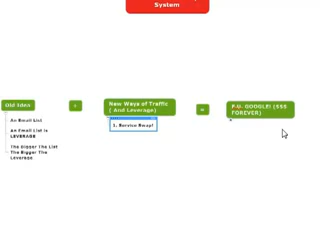 System
Old Idea
+
New Ways of Traffic
( And Leverage)
=
F.U. GOOGLE! ($$$
FOREVER)
An Email List
1. Service Swap!
An Email List is
LEVERAGE
The Bigger The List
The Bigger The
Leverage